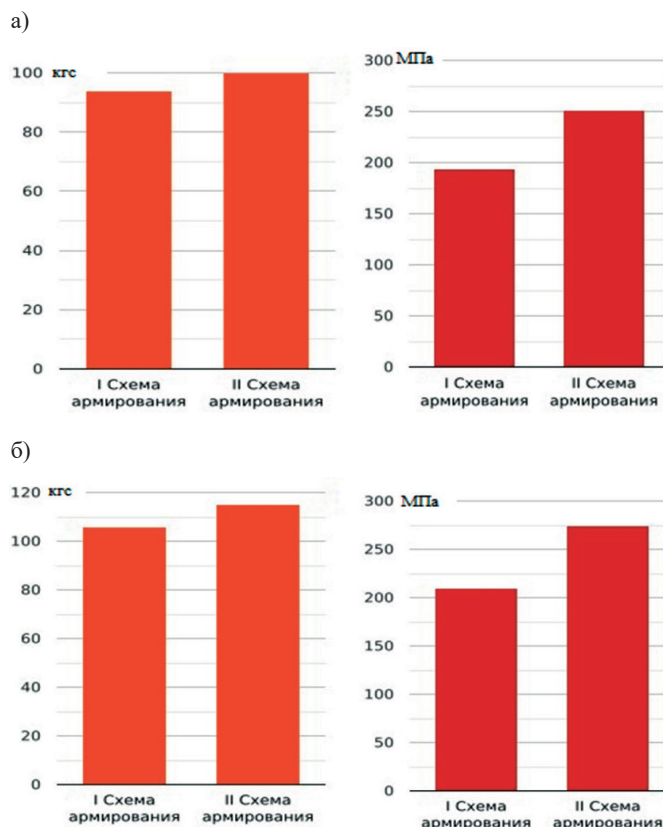 а)
кгс
100
80
60
40
20
0
I Схема
армирования
II Схема
армирования
МПа
300
250
200
150
100
50
0
I Схема
армирования
II Схема
армирования
б)
кгс
120
100
80
60
40
20
0
I Схема
армирования
II Схема
армирования
МПа
300
250
200
150
100
50
0
I Схема
армирования
II Схема
армирования